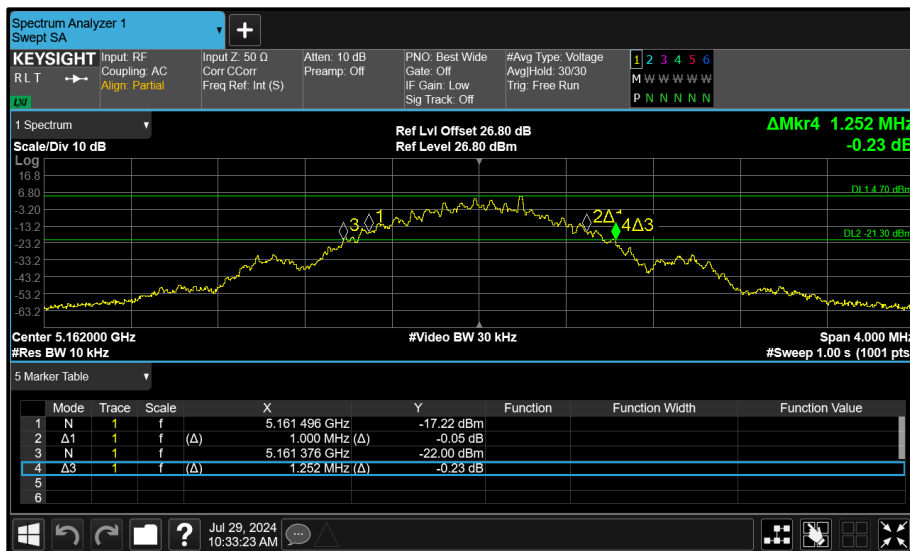 Spectrum Analyzer 1
Swept SA
KEYSIGHT
R L T
LXI
Input: RF
Coupling: AC
Align: Partial
Input Z: 50 Ω
Corr CCorr
Freq Ref: Int (S)
Atten: 10 dB
Preamp: Off
PNO: Best Wide
Gate: Off
IF Gain: Low
Sig Track: Off
#Avg Type: Voltage
Avg|Hold: 30/30
Trig: Free Run
1 2 3 4 5 6
M W W W W W
P N N N N N
1 Spectrum
Scale/Div 10 dB
Ref Lvl Offset 26.80 dB
Ref Level 26.80 dBm
ΔMkr4 1.252 MHz
-0.23 dB
Log
16.8
6.80
-3.20
-13.2
-23.2
-33.2
-43.2
-53.2
-63.2
DL1 4.70 dBm
DL2 -21.30 dBm
3
1
2Δ1
4Δ3
Center 5.162000 GHz
#Video BW 30 kHz
Span 4.000 MHz
#Res BW 10 kHz
#Sweep 1.00 s (1001 pts
5 Marker Table
Mode Trace Scale X Y Function Function Width Function Value
1 N 1 f 5.161 496 GHz -17.22 dBm
2 Δ1 1 f (Δ) 1.000 MHz (Δ) -0.05 dB
3 N 1 f 5.161 376 GHz -22.00 dBm
4 Δ3 1 f (Δ) 1.252 MHz (Δ) -0.23 dB
5
6
?
Jul 29, 2024
10:33:23 AM